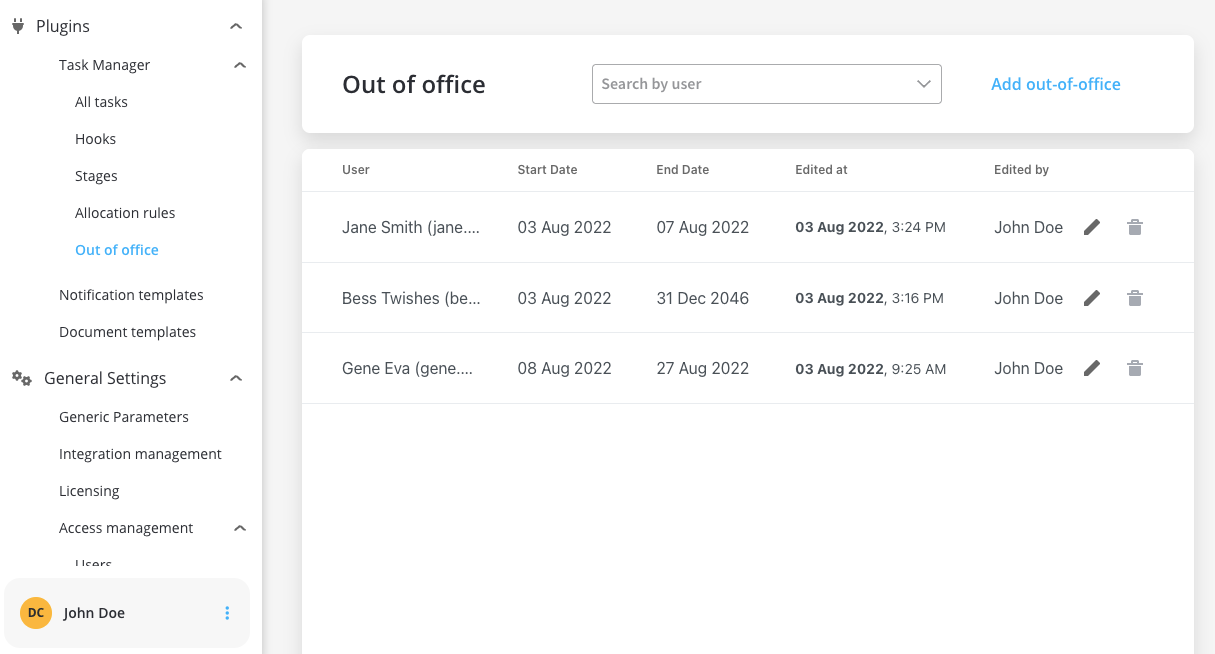 Plugins
Task Manager
All tasks
Hooks
Stages
Allocation rules
Out of office
Notification templates
Document templates
General Settings
Generic Parameters
Integration management
Licensing
Access management
Users
DC John Doe
Out of office Search by user Add out-of-office
User Start Date End Date Edited at Edited by
Jane Smith (jane.... 03 Aug 2022 07 Aug 2022 03 Aug 2022, 3:24 PM John Doe
Bess Twishes (be... 03 Aug 2022 31 Dec 2046 03 Aug 2022, 3:16 PM John Doe
Gene Eva (gene.... 08 Aug 2022 27 Aug 2022 03 Aug 2022, 9:25 AM John Doe